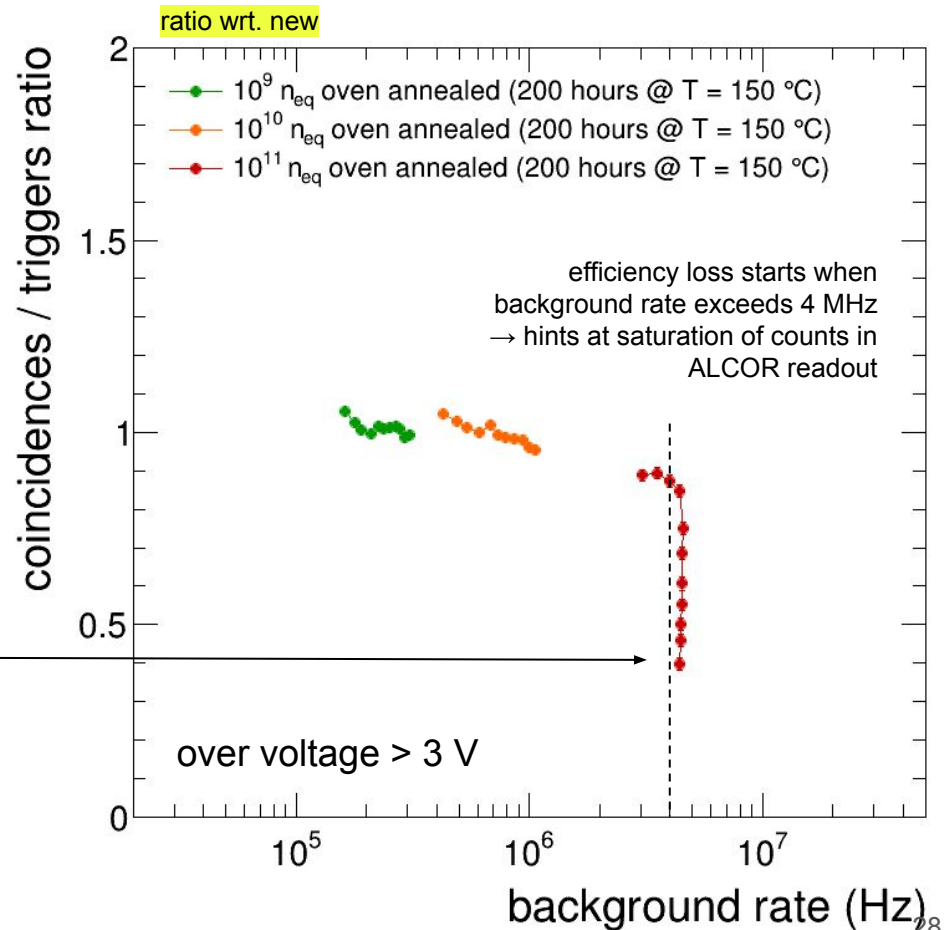 ratio wrt. new
coincidences / triggers ratio
2
1.5
1
0.5
0
10⁹ n_eq oven annealed (200 hours @ T = 150 °C)
10¹⁰ n_eq oven annealed (200 hours @ T = 150 °C)
10¹¹ n_eq oven annealed (200 hours @ T = 150 °C)
efficiency loss starts when
background rate exceeds 4 MHz
→ hints at saturation of counts in
ALCOR readout
over voltage > 3 V
10⁵
10⁶
10⁷
background rate (Hz)
28